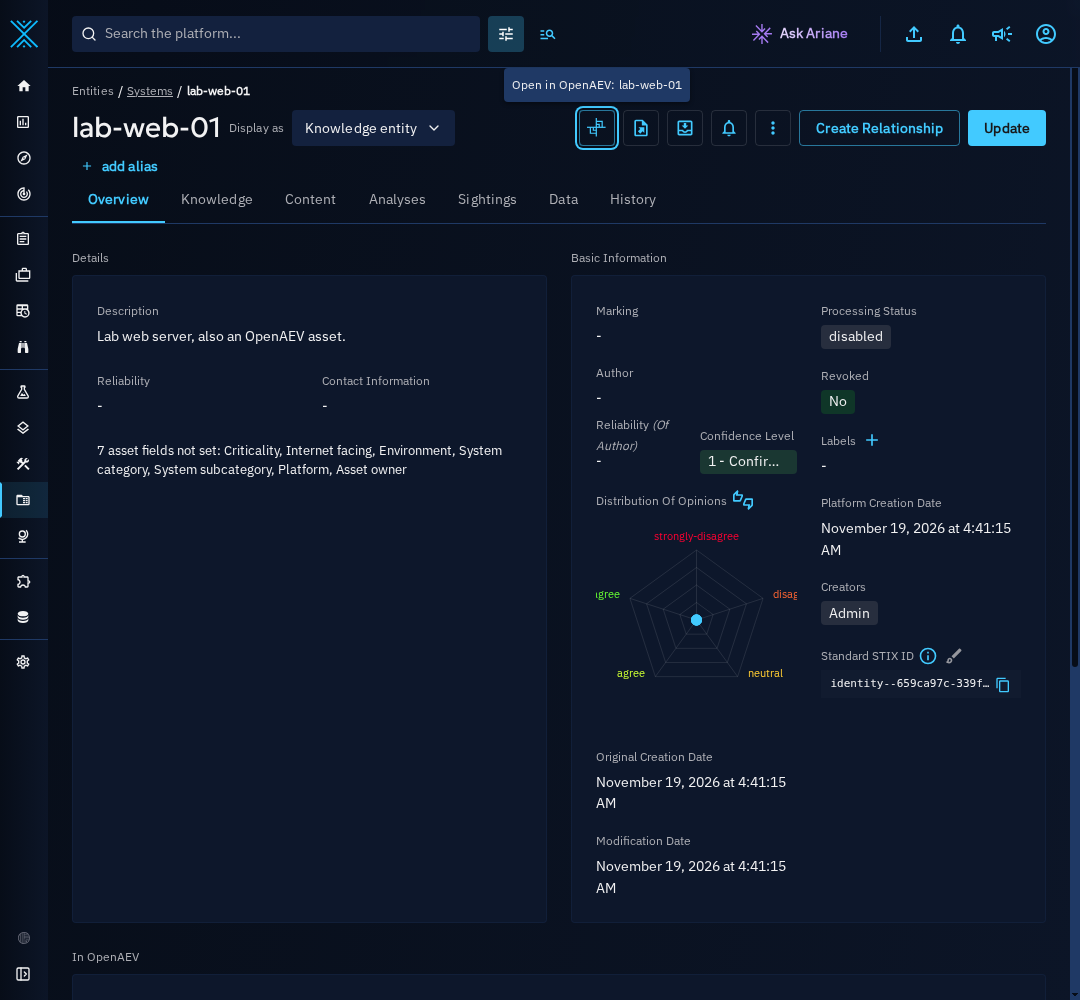 Search the platform...
Ask Ariane
Entities / Systems / lab-web-01
Open in OpenAEV: lab-web-01
lab-web-01
Display as
Knowledge entity
Create Relationship
Update
+ add alias
Overview
Knowledge
Content
Analyses
Sightings
Data
History
Details
Description
Lab web server, also an OpenAEV asset.
Reliability
Contact Information
-
-
7 asset fields not set: Criticality, Internet facing, Environment, System
category, System subcategory, Platform, Asset owner
Basic Information
Marking
-
Processing Status
disabled
Author
-
Revoked
No
Reliability (Of
Author)
-
Confidence Level
1 - Confir...
Labels
-
Distribution Of Opinions
strongly-disagree
agree
disag
agree
neutral
Platform Creation Date
November 19, 2026 at 4:41:15
AM
Creators
Admin
Standard STIX ID
identity--659ca97c-339f…
Original Creation Date
November 19, 2026 at 4:41:15
AM
Modification Date
November 19, 2026 at 4:41:15
AM
In OpenAEV